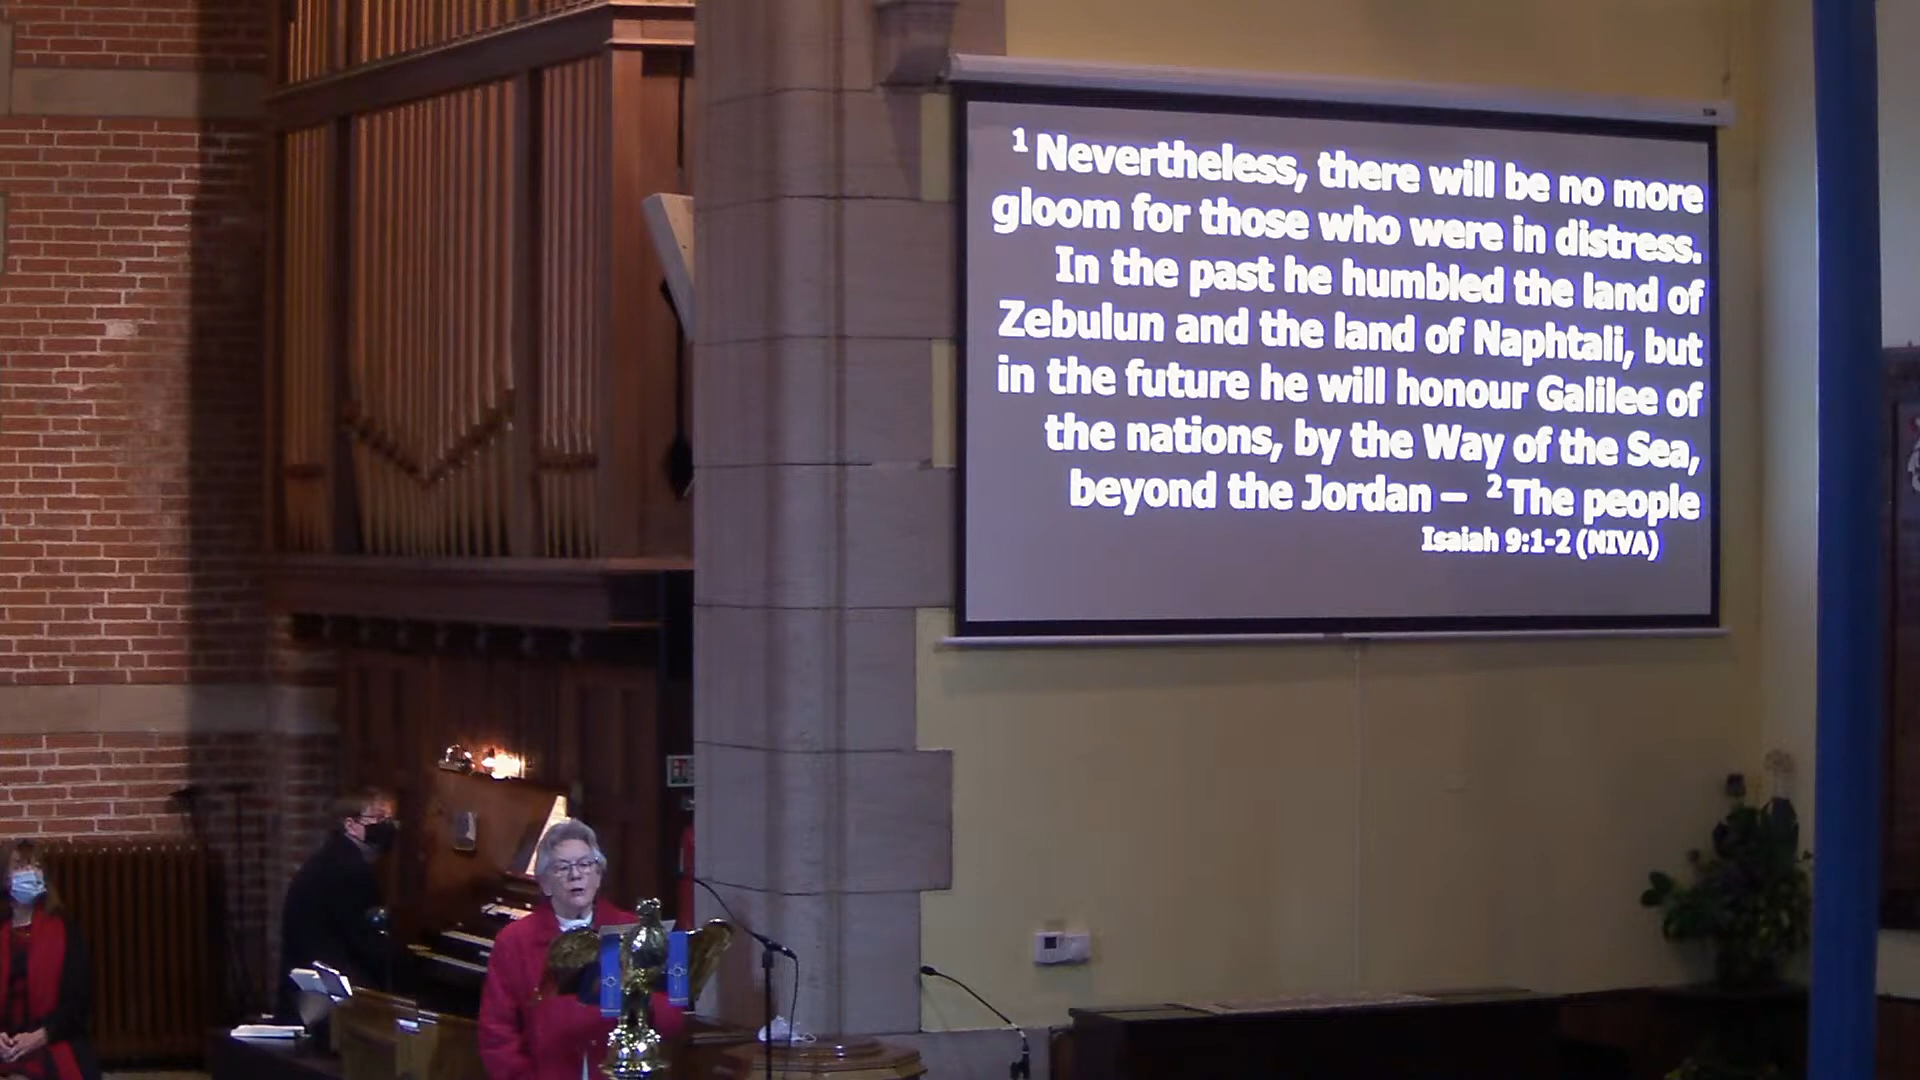 ¹ Nevertheless, there will be no more
gloom for those who were in distress.
In the past he humbled the land of
Zebulun and the land of Naphtali, but
in the future he will honour Galilee of
the nations, by the Way of the Sea,
beyond the Jordan – ² The people
Isaiah 9:1-2 (NIVA)